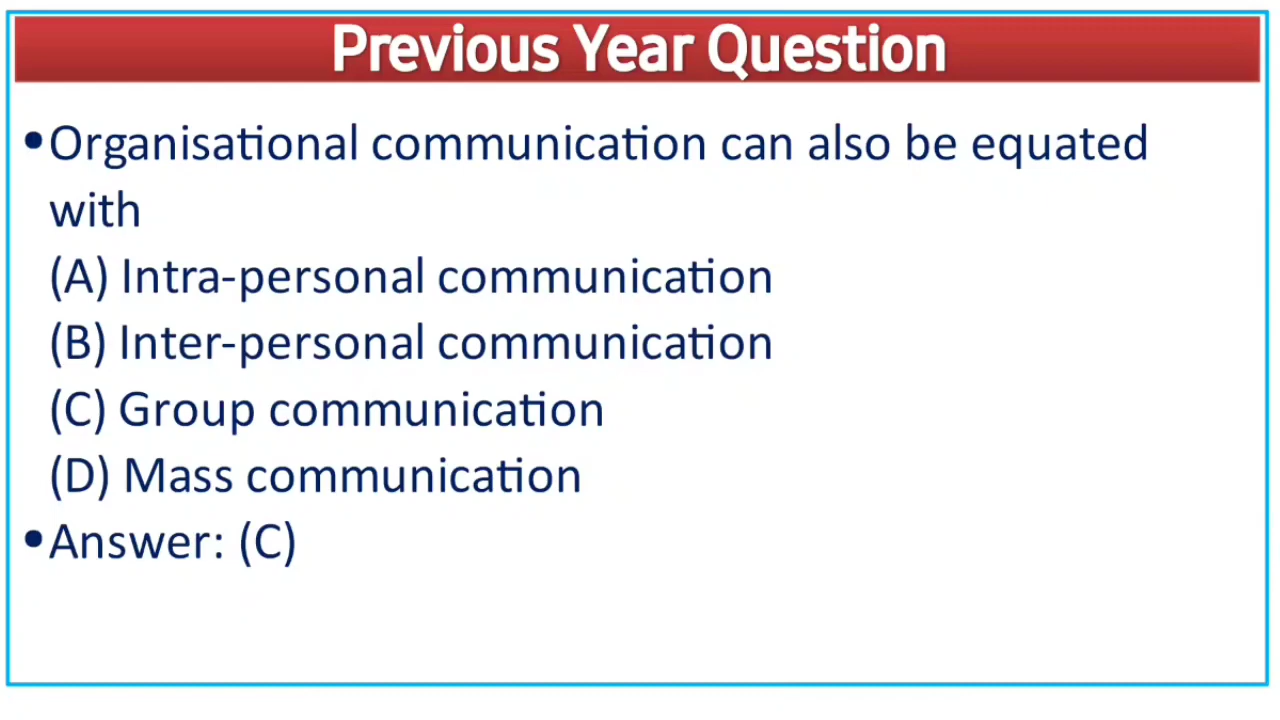 Previous Year Question
•Organisational communication can also be equated
with
(A) Intra-personal communication
(B) Inter-personal communication
(C) Group communication
(D) Mass communication
•Answer: (C)